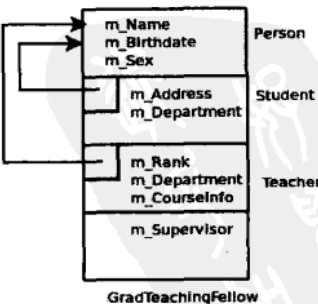 m_Name
Person
m_Birthdate
m_Sex
m_Address
Student
m_Department
m_Rank
m_Department
Teacher
m_CourseInfo
m_Supervisor
GradTeachingFellow